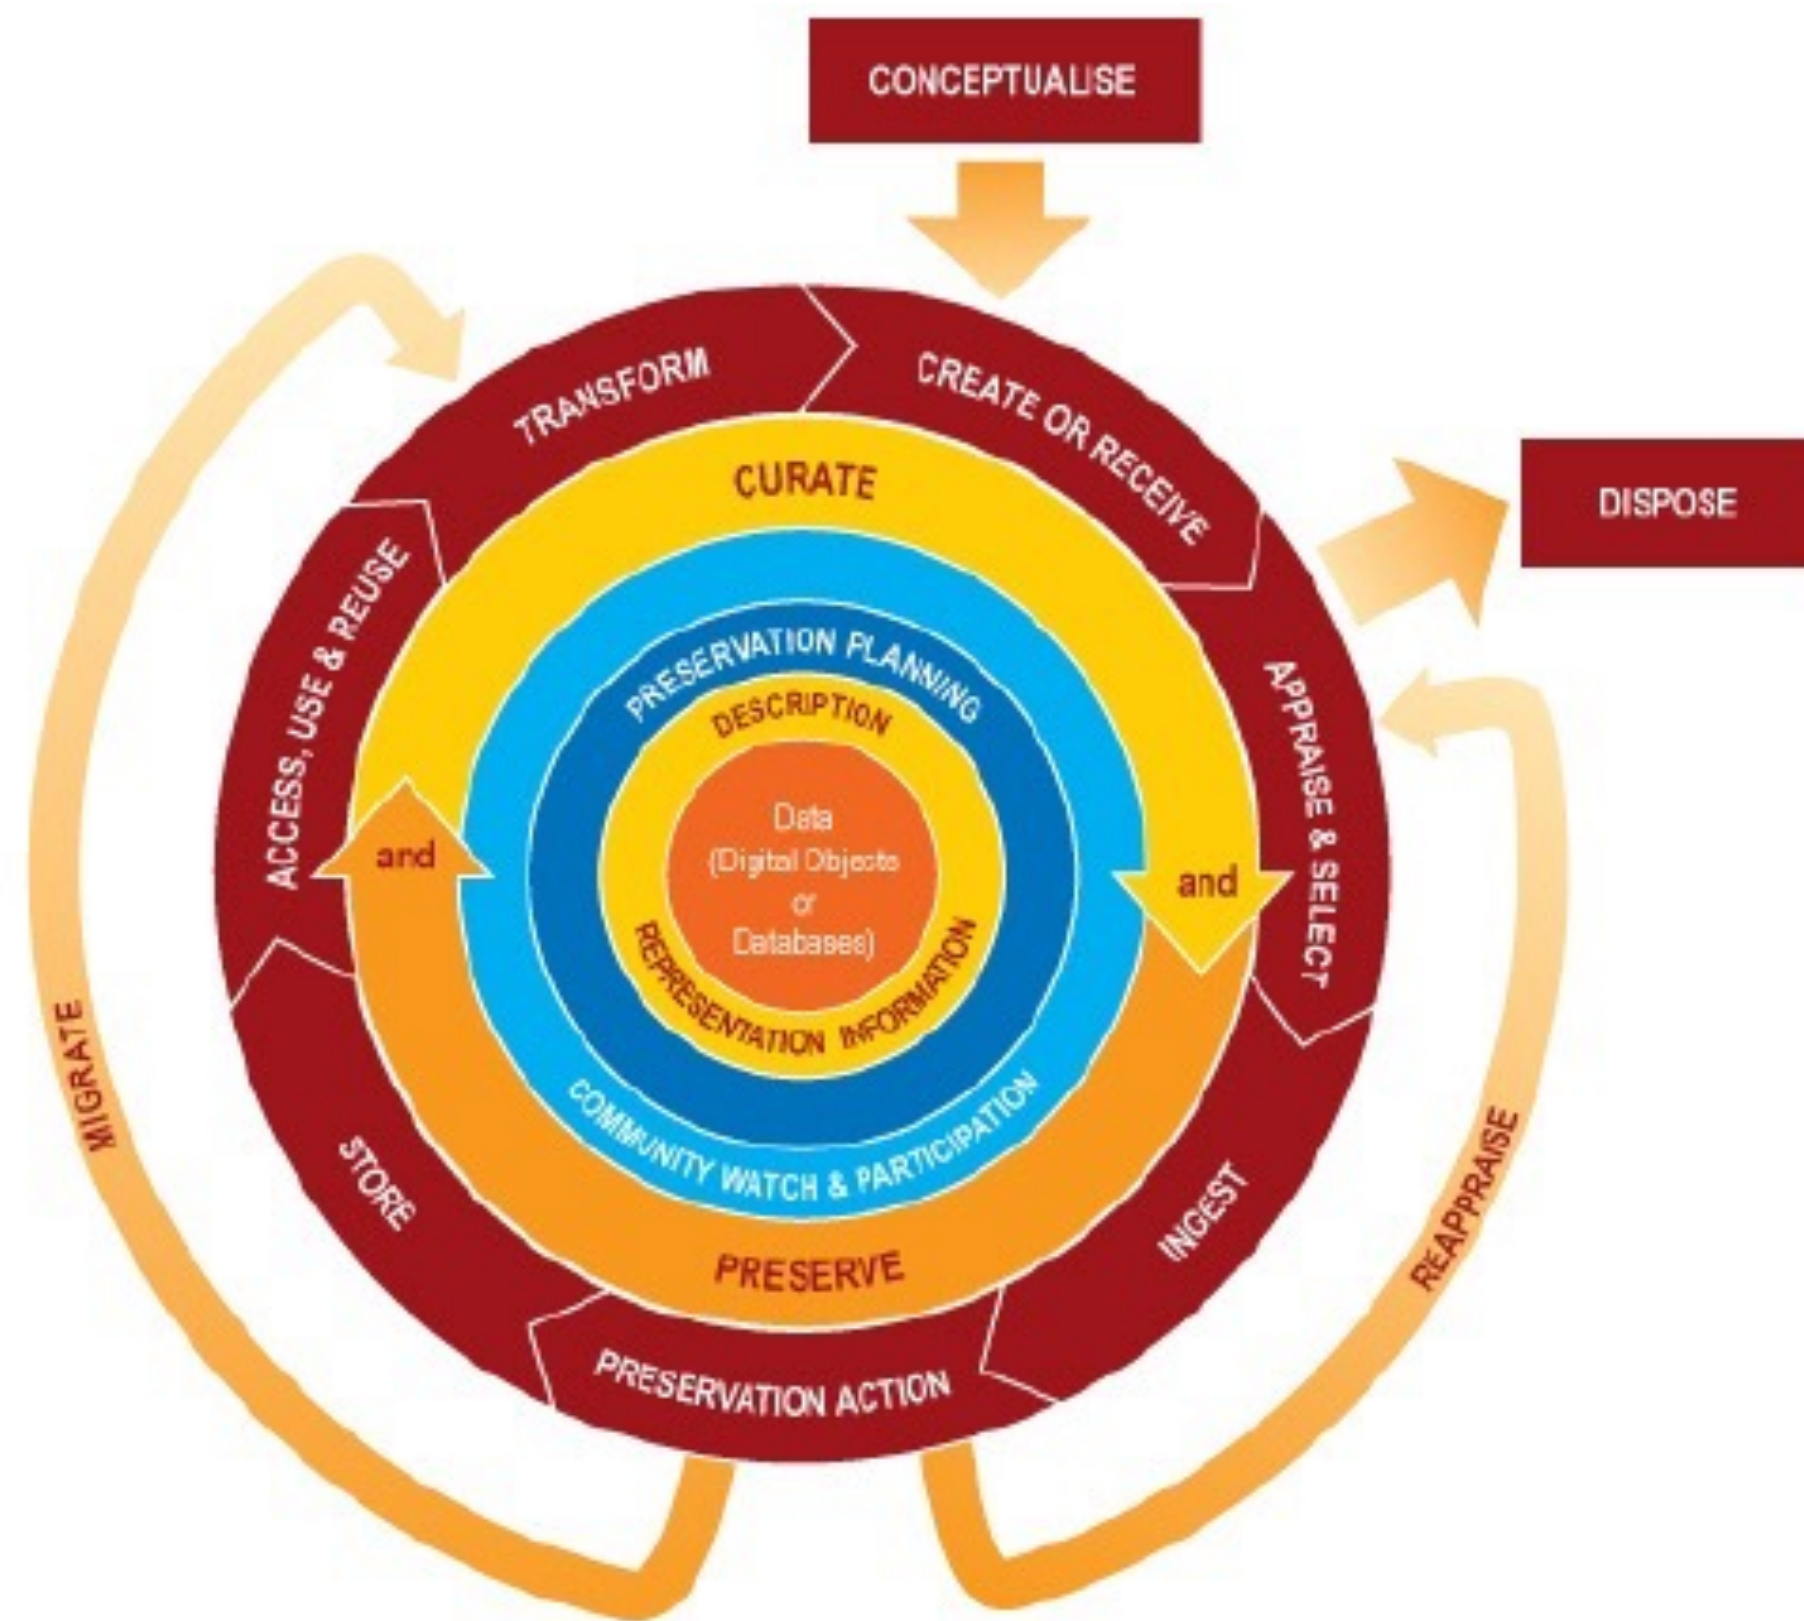 CONCEPTUALISE
TRANSFORM
CREATE OR RECEIVE
DISPOSE
CURATE
ACCESS, USE & REUSE
APPRAISE & SELECT
PRESERVATION PLANNING
DESCRIPTION
Data
(Digital Objects
or
Databases)
and
and
REPRESENTATION INFORMATION
COMMUNITY WATCH & PARTICIPATION
MIGRATE
STORE
INGEST
REAPPRAISE
PRESERVE
PRESERVATION ACTION